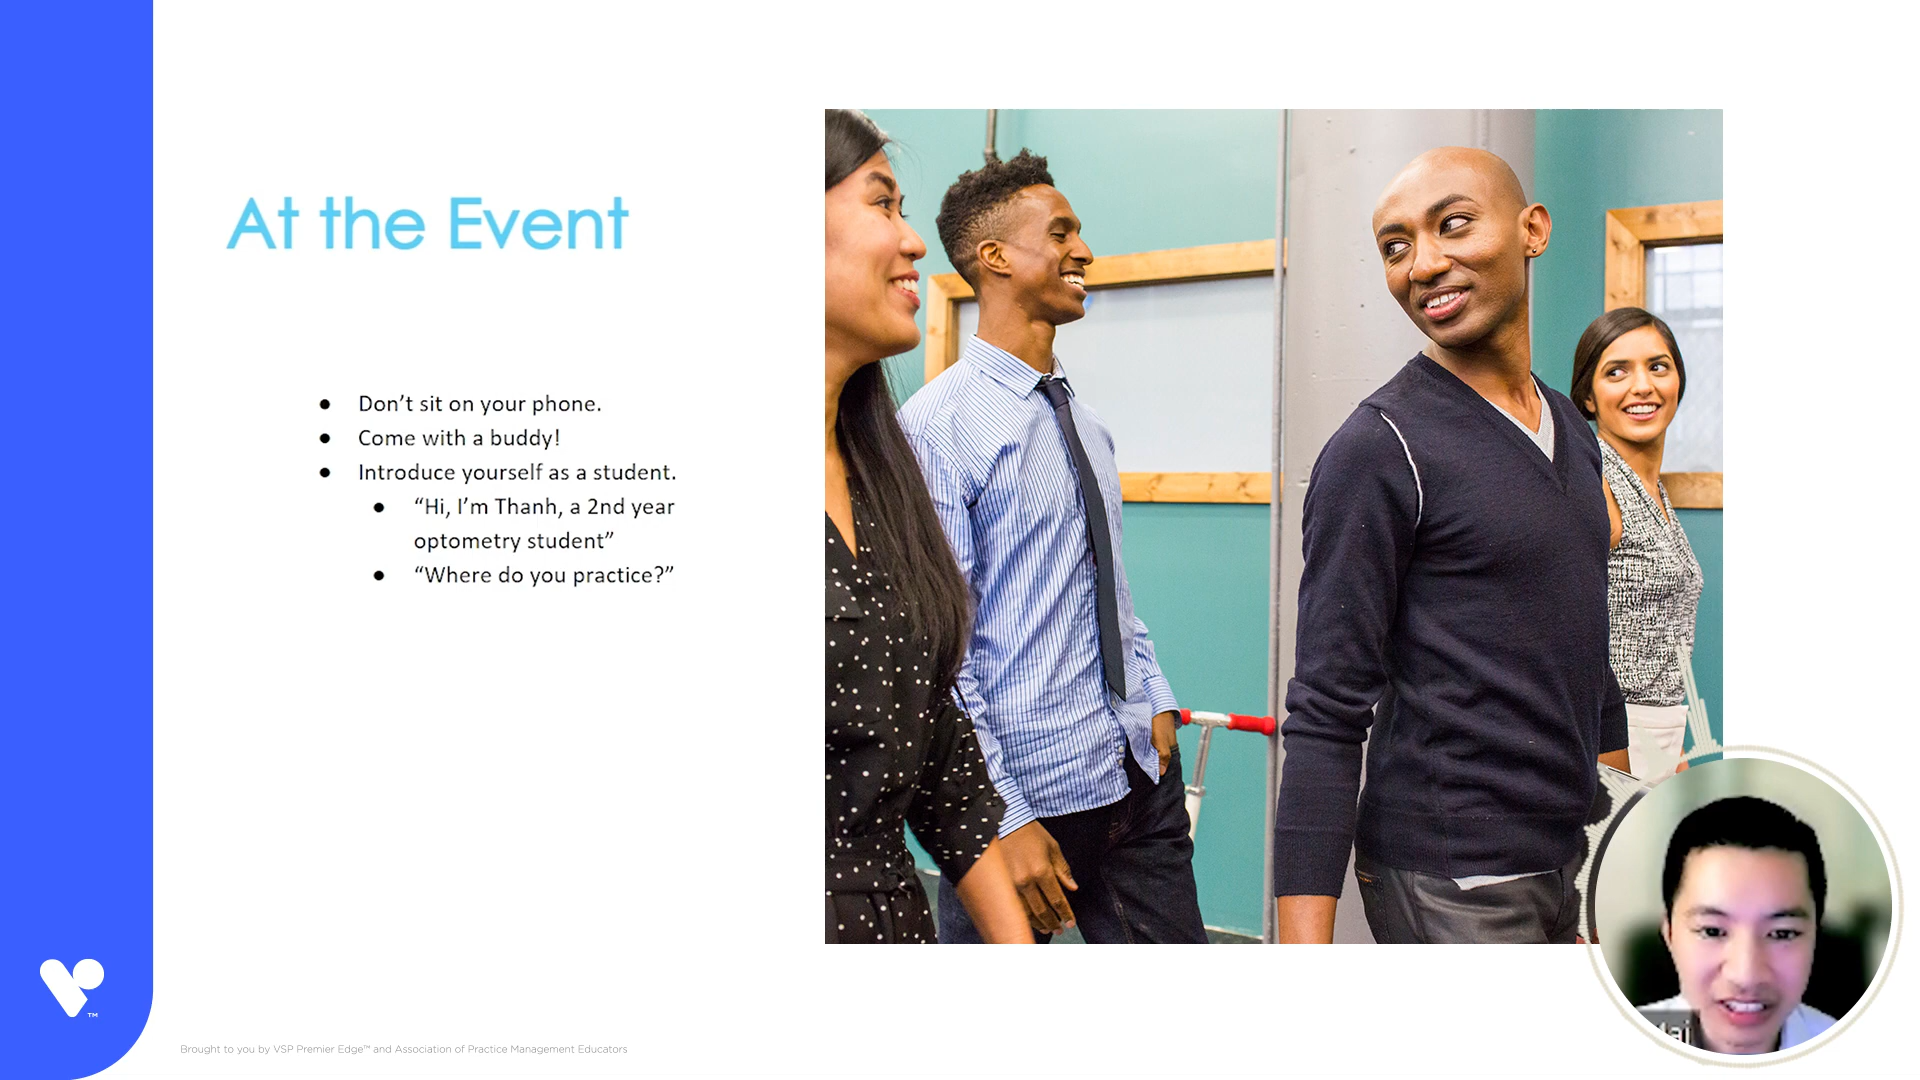 At the Event
● Don’t sit on your phone.
● Come with a buddy!
● Introduce yourself as a student.
● “Hi, I’m Thanh, a 2nd year
optometry student”
● “Where do you practice?”
TM
Brought to you by VSP Premier Edge™ and Association of Practice Management Educators